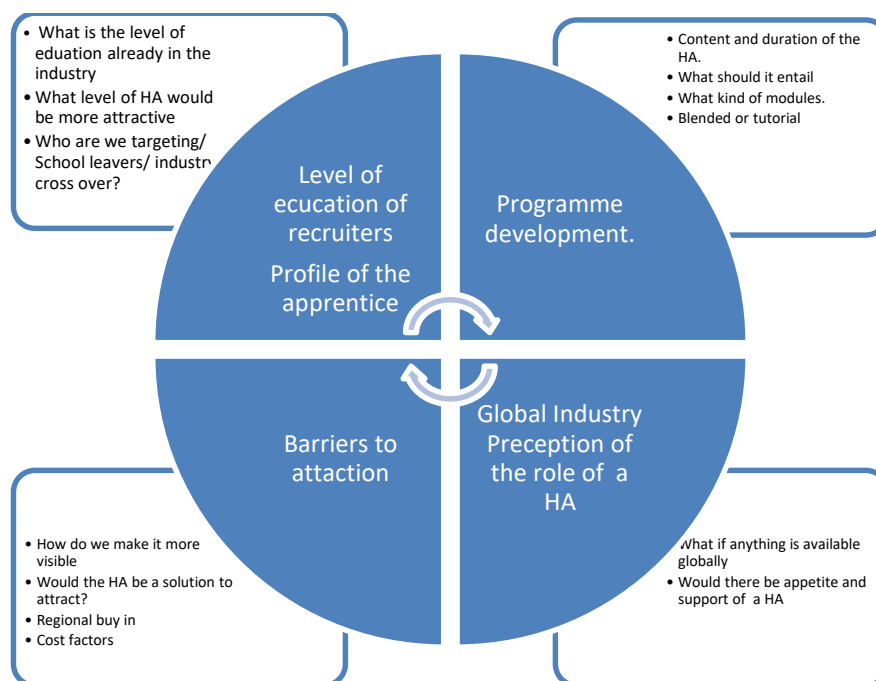 • What is the level of
eduation already in the
industry
• What level of HA would
be more attractive
• Who are we targeting/
School leavers/ industry
cross over?
• Content and duration of the
HA.
• What should it entail
• What kind of modules.
• Blended or tutorial
Level of
ecucation of
recruiters
Profile of the
apprentice
Programme
development.
Barriers to
attaction
Global Industry
Preception of
the role of a
HA
• How do we make it more
visible
• Would the HA be a solution to
attract?
• Regional buy in
• Cost factors
What if anything is available
globally
• Would there be appetite and
support of a HA